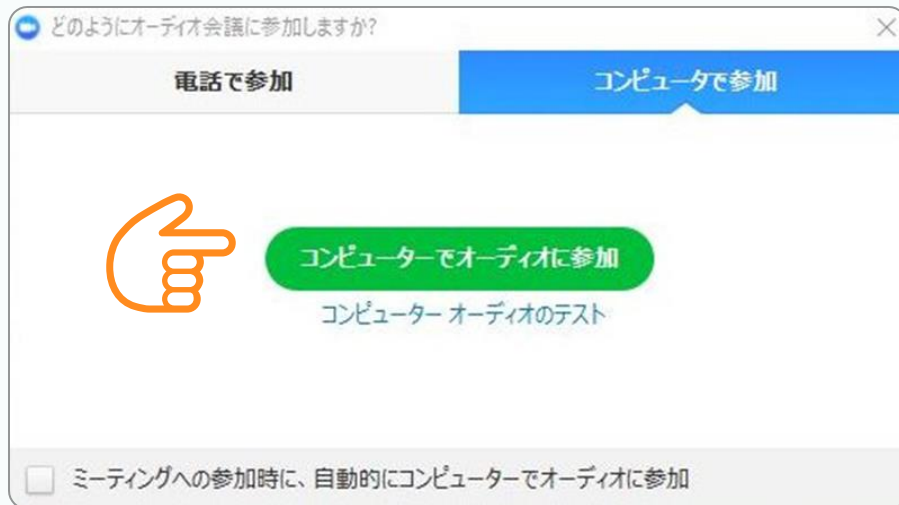 どのようにオーディオ会議に参加しますか?
電話で参加
コンピュータで参加
コンピューターでオーディオに参加
コンピューター オーディオのテスト
ミーティングへの参加時に、自動的にコンピューターでオーディオに参加